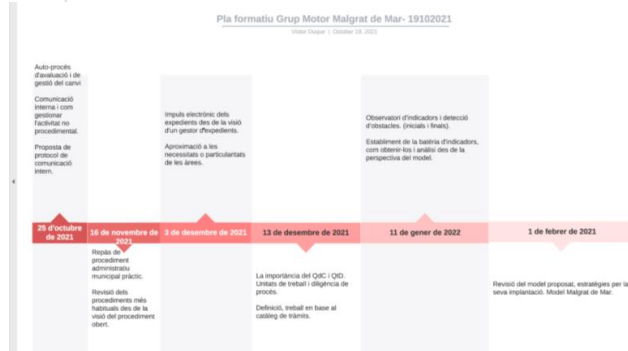 Pla formatiu Grup Motor Malgrat de Mar- 19102021
Victor Duque | October 19, 2021
Auto-procés
d'avaluació i de
gestió del canvi
Comunicació
interna i com
gestionar
l'activitat no
procedimental.
Proposta de
protocol de
comunicació
intern.
Impuls electrònic dels
expedients des de la visió
d'un gestor d'expedients.
Aproximació a les
necessitats o particularitats
de les àrees.
Observatori d'indicadors i detecció
d'obstacles. (inicials i finals).
Establiment de la bateria d'indicadors,
com obtenir-los i anàlisi des de la
perspectiva del model.
25 d'octubre
de 2021
16 de novembre de
2021
3 de desembre de 2021
13 de desembre de 2021
11 de gener de 2022
1 de febrer de 2021
Repàs de
procediment
administratiu
municipal pràctic.
Revisió dels
procediments més
habituals des de la
visió del procediment
obert.
La importància del QdC i QtD.
Unitats de treball i diligència de
procés.
Definició, treball en base al
catàleg de tràmits.
Revisió del model proposat, estratègies per la
seva implantació. Model Malgrat de Mar.